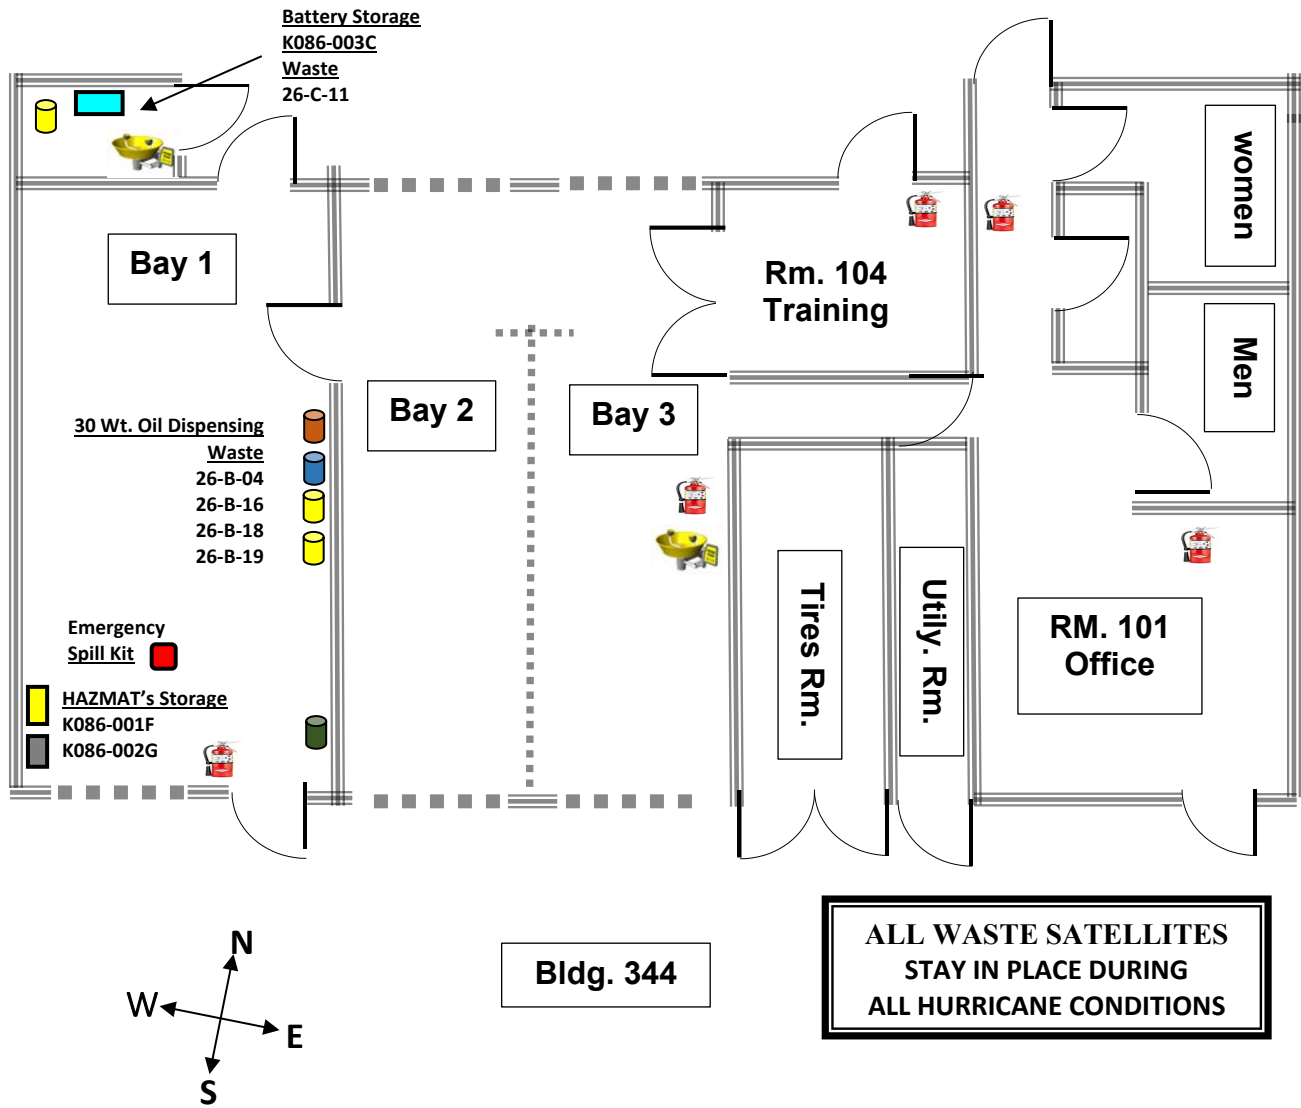 Battery Storage
K086-003C
Waste
26-C-11
Bay 1
Rm. 104
Training
women
Men
Bay 2
Bay 3
30 Wt. Oil Dispensing
Waste
26-B-04
26-B-16
26-B-18
26-B-19
Tires Rm.
Utily. Rm.
RM. 101
Office
Emergency
Spill Kit
HAZMAT's Storage
K086-001F
K086-002G
N
W
E
S
Bldg. 344
ALL WASTE SATELLITES
STAY IN PLACE DURING
ALL HURRICANE CONDITIONS